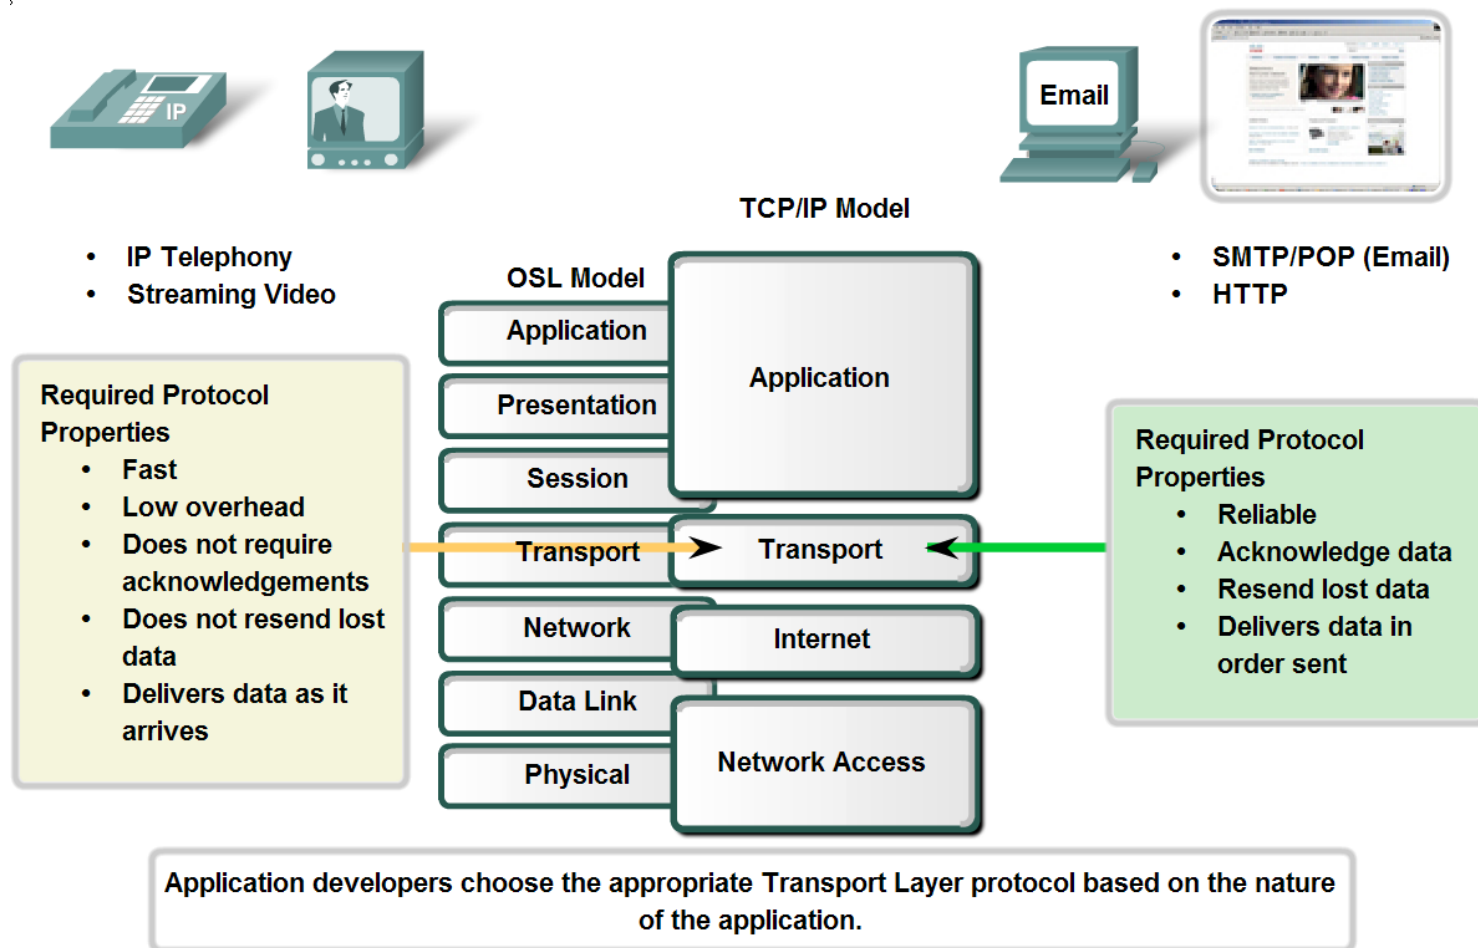 IP
Email
TCP/IP Model
• IP Telephony
• Streaming Video
OSL Model
• SMTP/POP (Email)
• HTTP
Application
Presentation
Session
Transport
Network
Data Link
Physical
Application
Transport
Internet
Network Access
Required Protocol
Properties
• Fast
• Low overhead
• Does not require
acknowledgements
• Does not resend lost
data
• Delivers data as it
arrives
Required Protocol
Properties
• Reliable
• Acknowledge data
• Resend lost data
• Delivers data in
order sent
Application developers choose the appropriate Transport Layer protocol based on the nature
of the application.